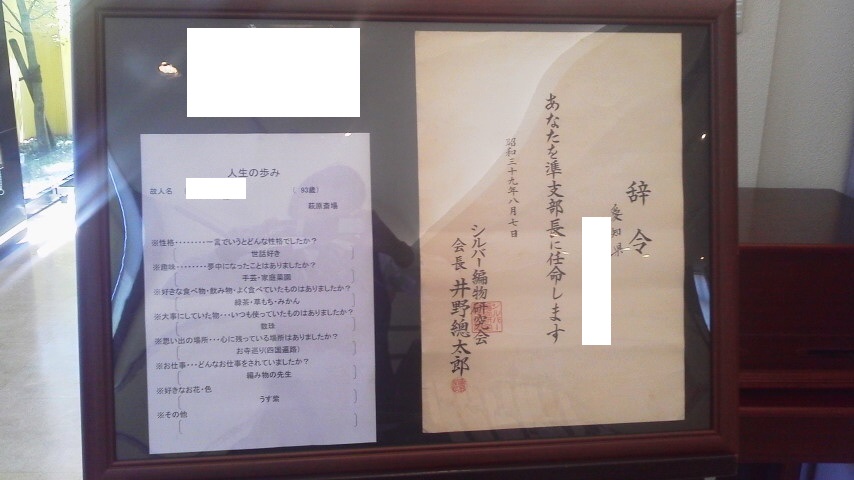 人生の歩み
故人名
( 93歳)
萩原斎場
※性格・・・・・・・・一言でいうとどんな性格でしたか？
世話好き
※趣味・・・・・・・・夢中になったことはありましたか？
手芸・家庭菜園
※好きな食べ物・飲み物・よく食べていたものはありましたか？
緑茶・草もち・みかん
※大事にしていた物・・・いつも使っていたものはありましたか？
数珠
※思い出の場所・・・心に残っている場所はありましたか？
お寺巡り(四国遍路)
※お仕事・・・どんなお仕事をされていましたか？
編み物の先生
※好きなお花・色
うす紫
※その他
辞令
愛知県
あなたを準支部長に任命します
昭和三十九年八月七日
シルバー編物研究会
会長 井野總太郎